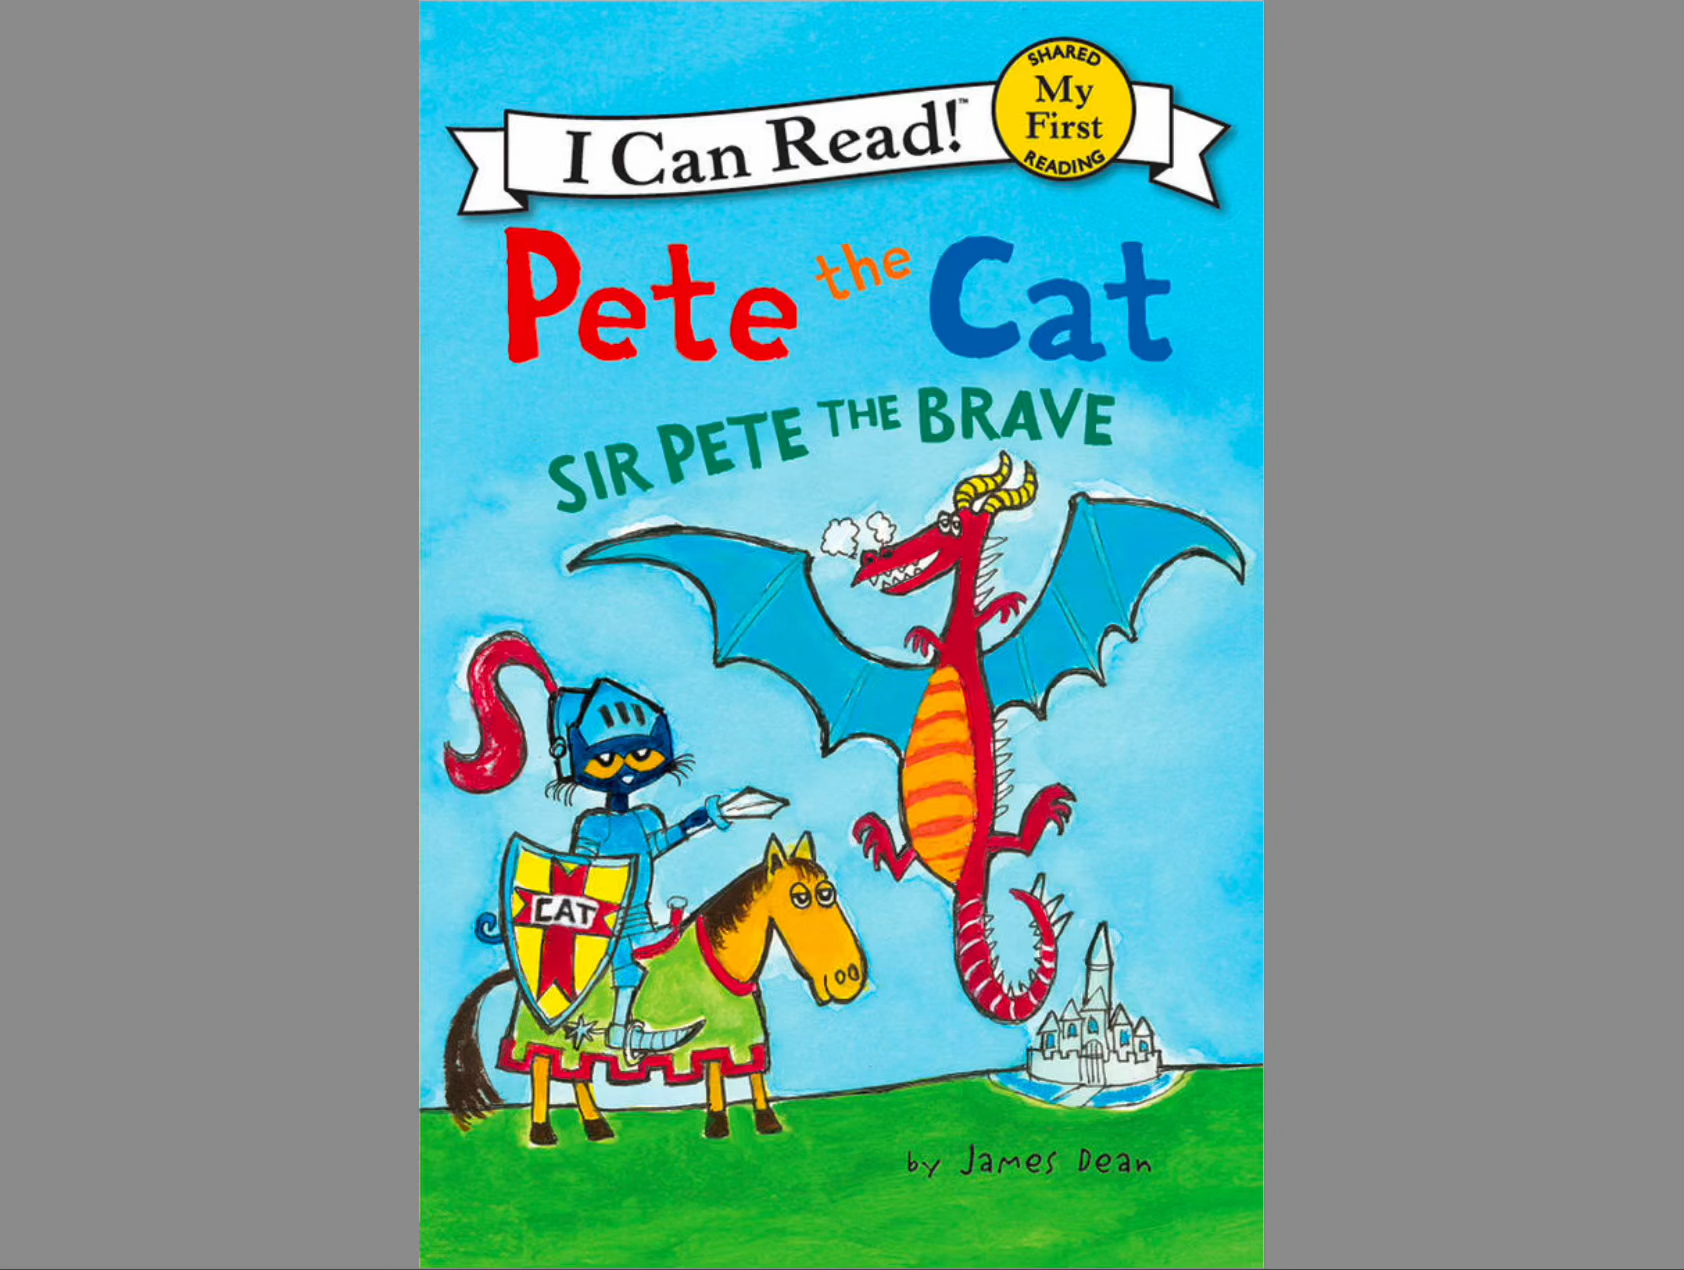 I Can Read!™
SHARED
My
First
READING
Pete the Cat
SIR PETE THE BRAVE
CAT
by James Dean